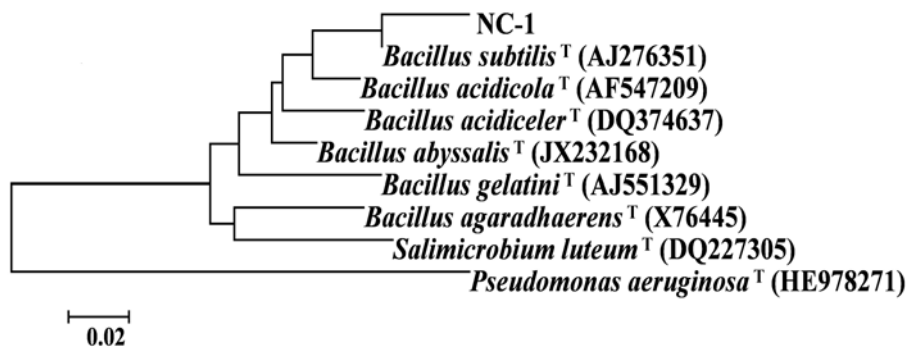 NC-1
Bacillus subtilis T (AJ276351)
Bacillus acidicola T (AF547209)
Bacillus acidiceler T (DQ374637)
Bacillus abyssalis T (JX232168)
Bacillus gelatini T (AJ551329)
Bacillus agaradhaerens T (X76445)
Salimicrobium luteum T (DQ227305)
Pseudomonas aeruginosa T (HE978271)
0.02